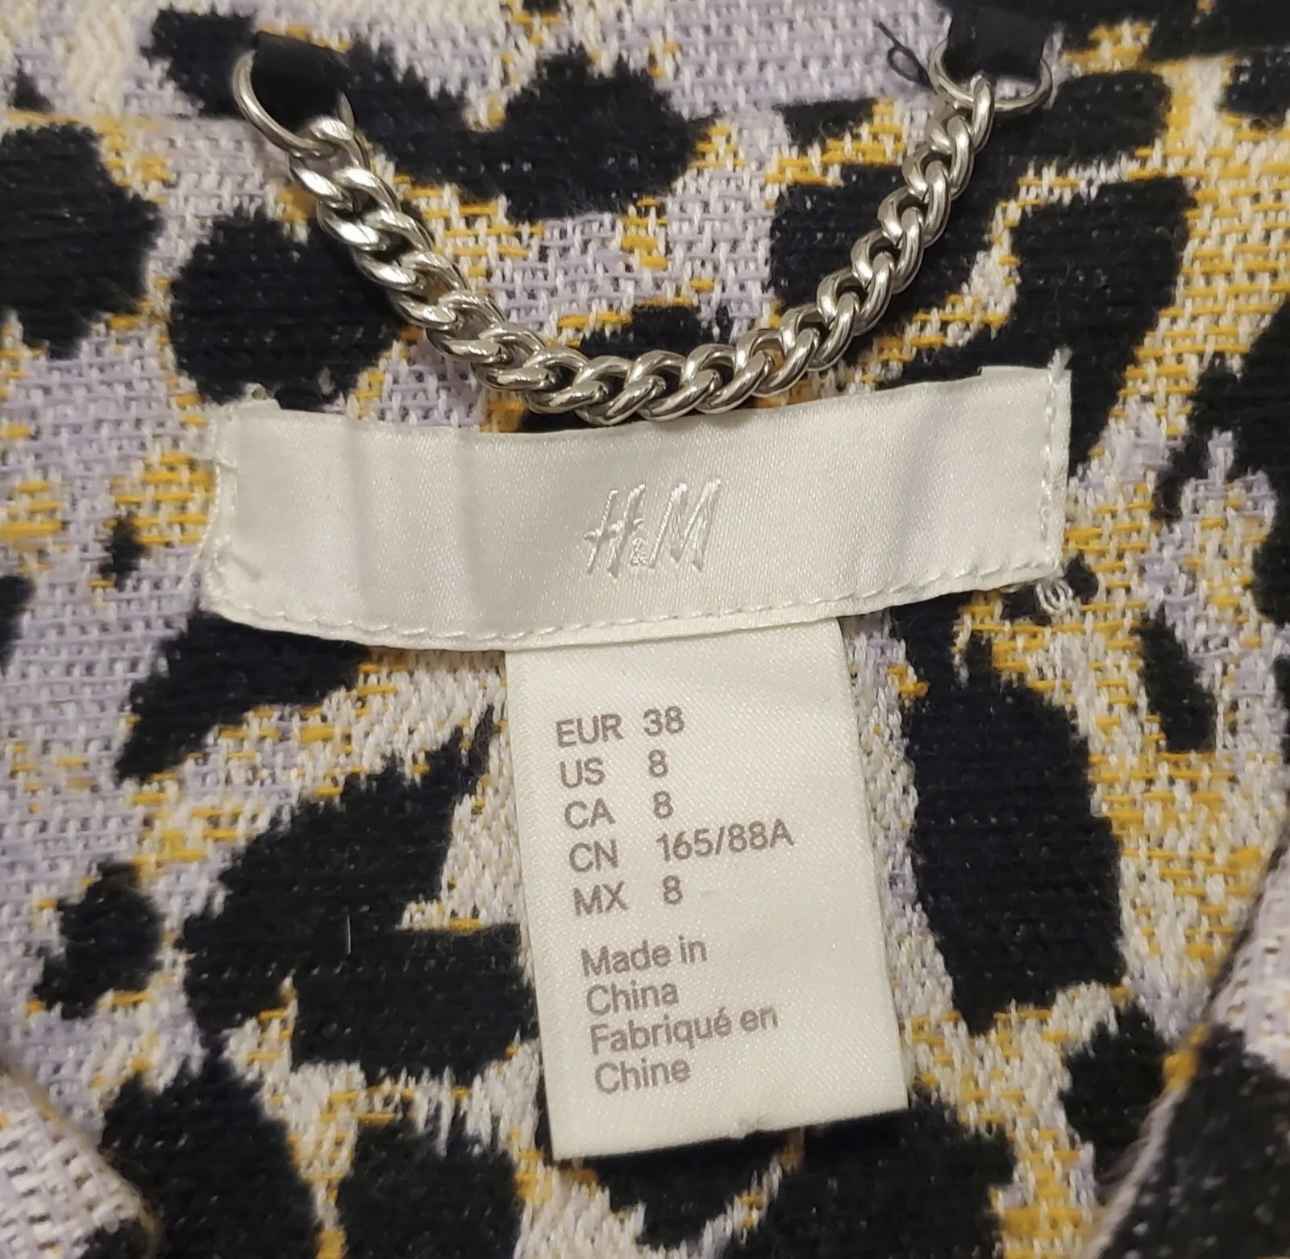 H&M
EUR 38
US 8
CA 8
CN 165/88A
MX 8
Made in
China
Fabriqué en
Chine